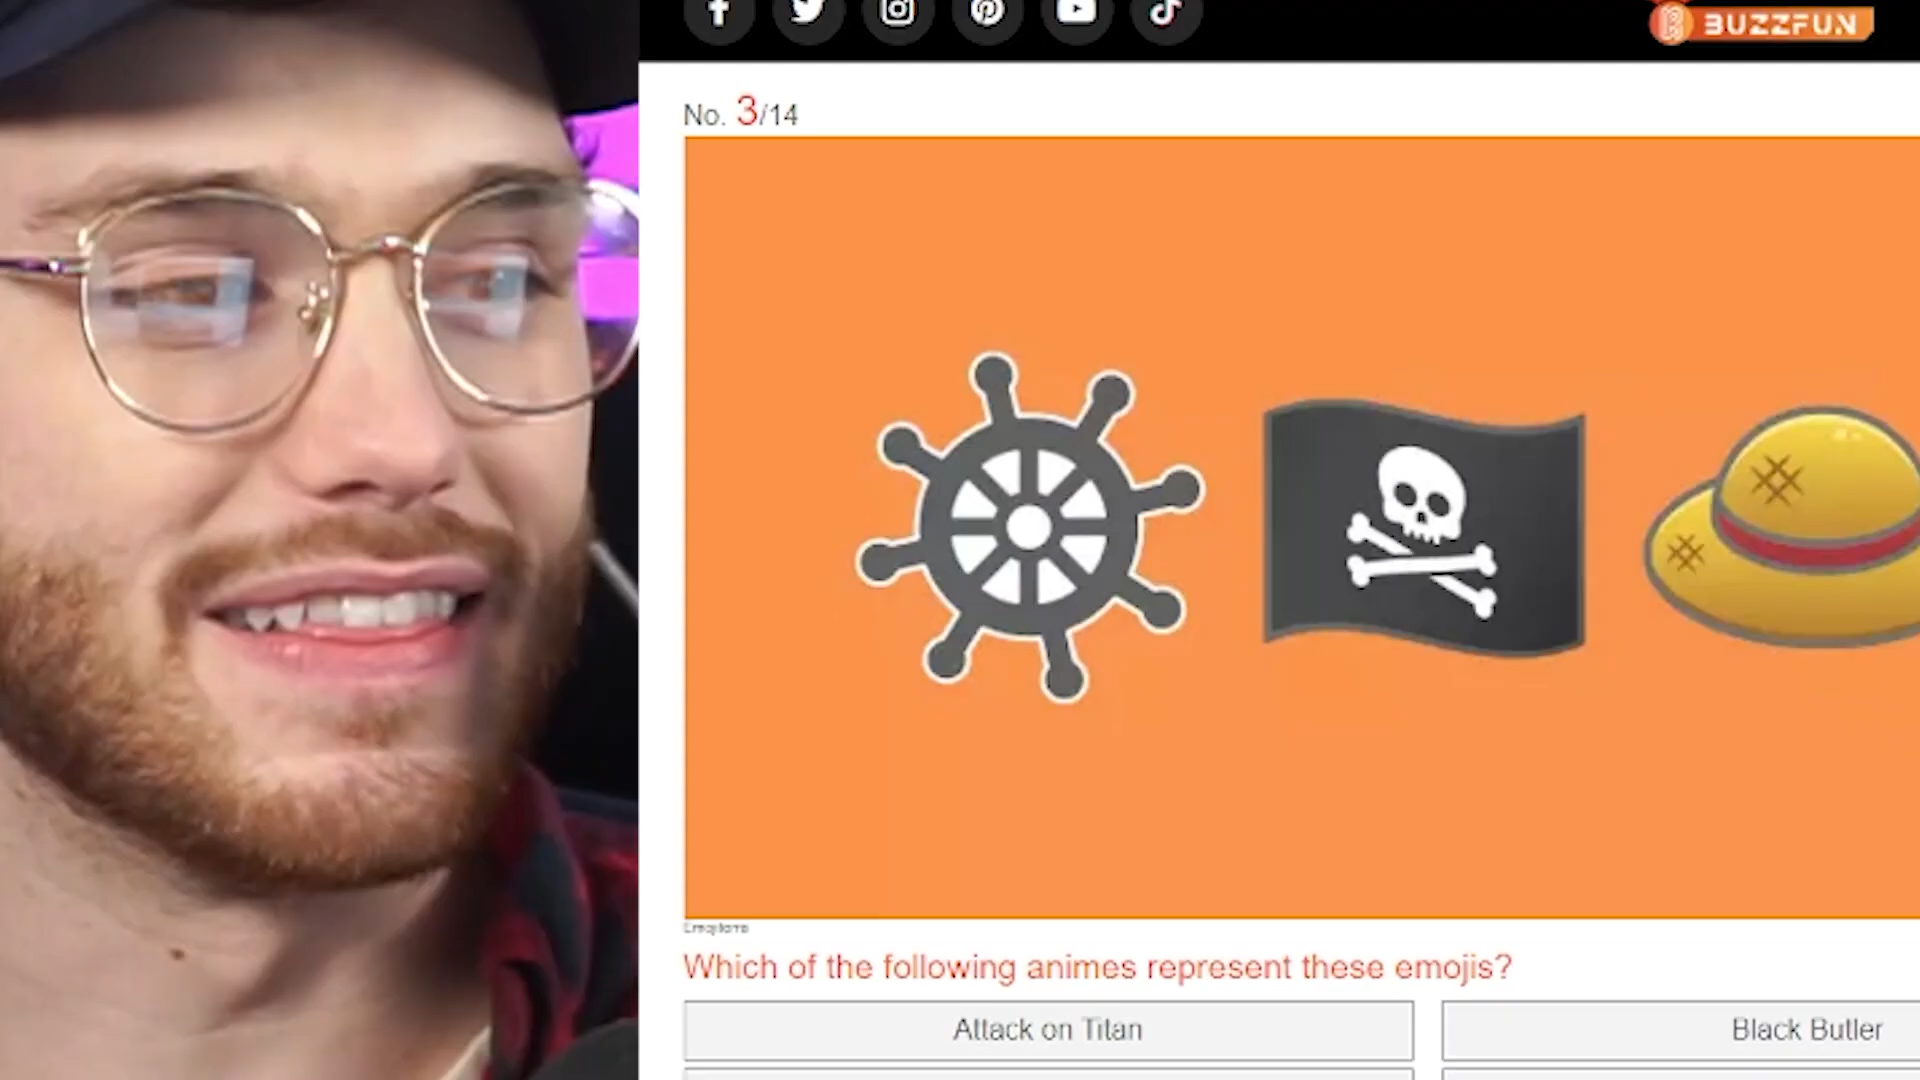 BUZZFUN
No. 3/14
Which of the following animes represent these emojis?
Attack on Titan
Black Butler